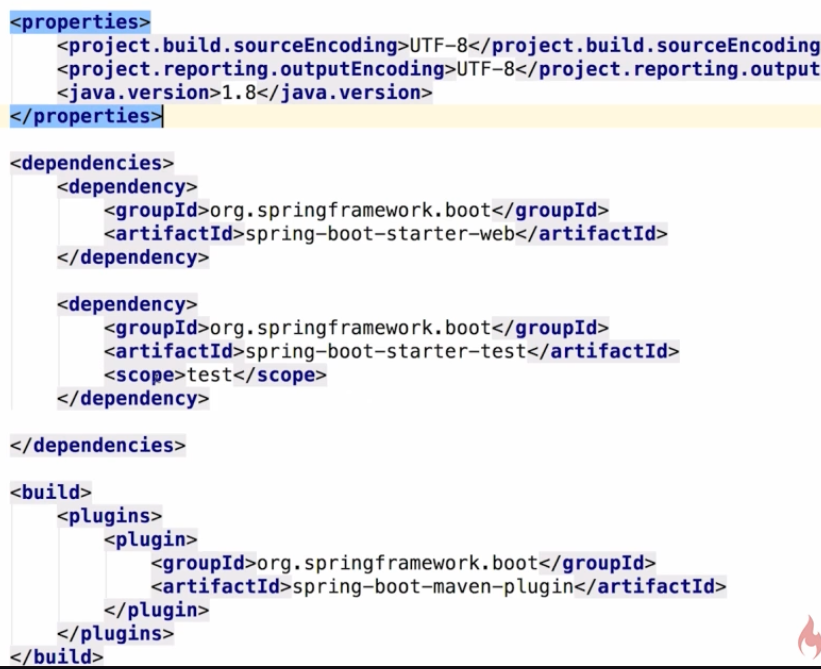 <properties>
<project.build.sourceEncoding>UTF-8</project.build.sourceEncoding
<project.reporting.outputEncoding>UTF-8</project.reporting.output
<java.version>1.8</java.version>
</properties>
<dependencies>
<dependency>
<groupId>org.springframework.boot</groupId>
<artifactId>spring-boot-starter-web</artifactId>
</dependency>
<dependency>
<groupId>org.springframework.boot</groupId>
<artifactId>spring-boot-starter-test</artifactId>
<scope>test</scope>
</dependency>
</dependencies>
<build>
<plugins>
<plugin>
<groupId>org.springframework.boot</groupId>
<artifactId>spring-boot-maven-plugin</artifactId>
</plugin>
</plugins>
</build>